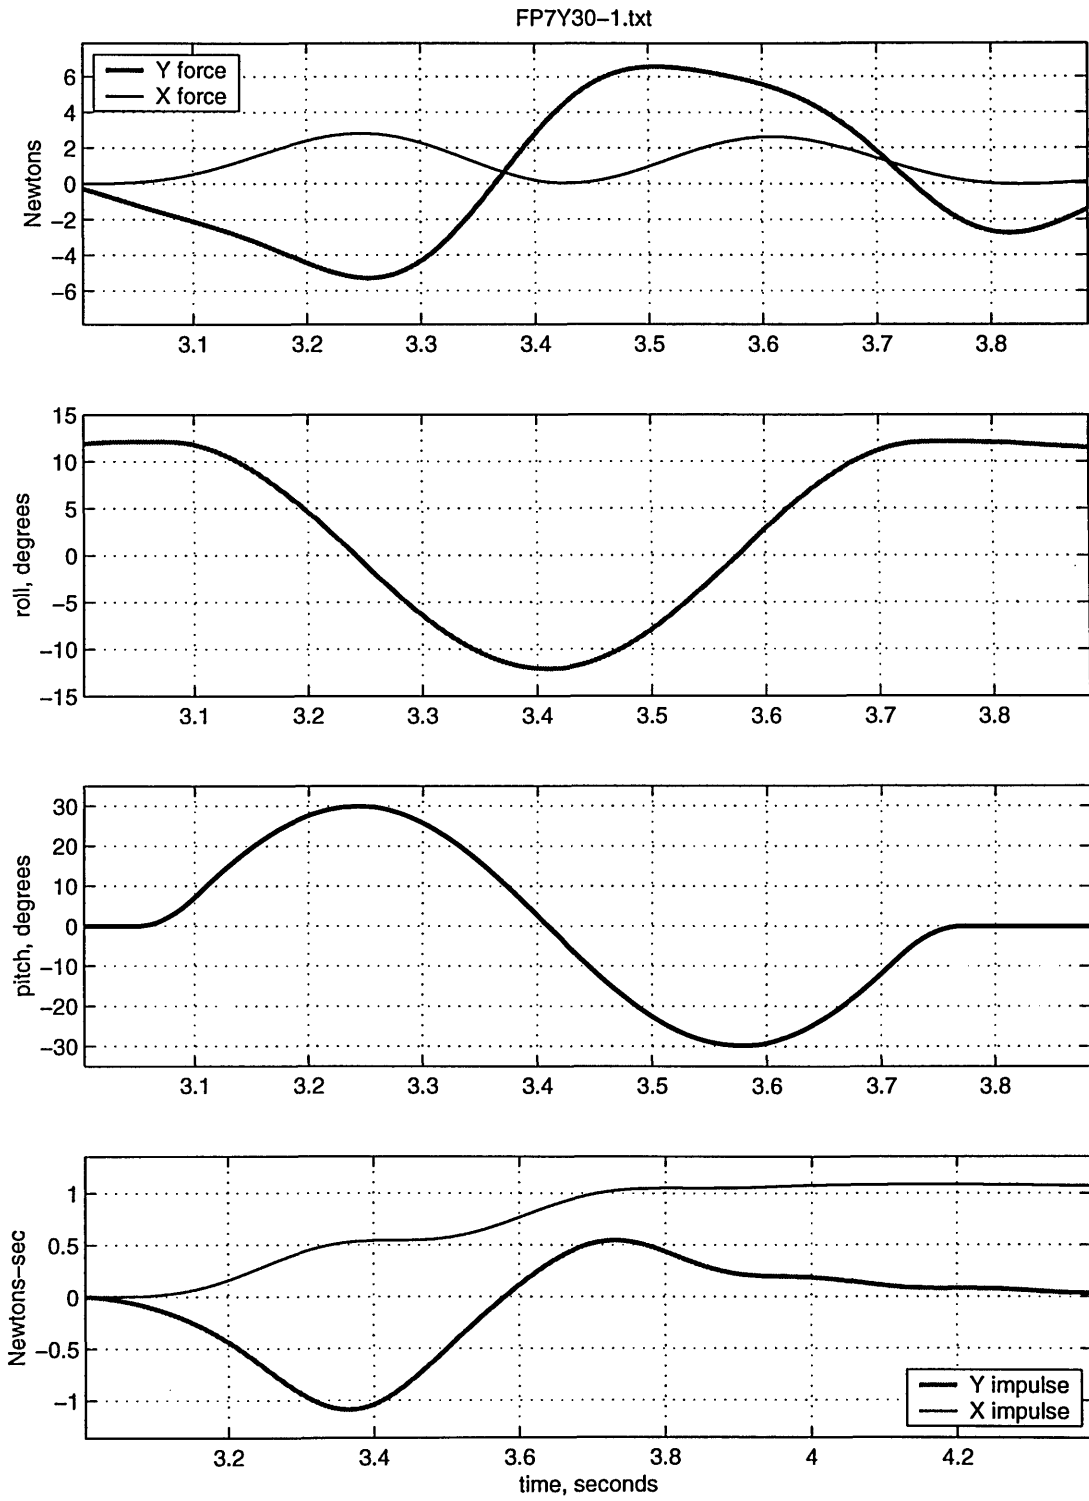 FP7Y30−1.txt
Y force
X force
Newtons
6
4
2
0
−2
−4
−6
3.1 3.2 3.3 3.4 3.5 3.6 3.7 3.8
roll, degrees
15
10
5
0
−5
−10
−15
3.1 3.2 3.3 3.4 3.5 3.6 3.7 3.8
pitch, degrees
30
20
10
0
−10
−20
−30
3.1 3.2 3.3 3.4 3.5 3.6 3.7 3.8
Newtons−sec
1
0.5
0
−0.5
−1
Y impulse
X impulse
3.2 3.4 3.6 3.8 4 4.2
time, seconds